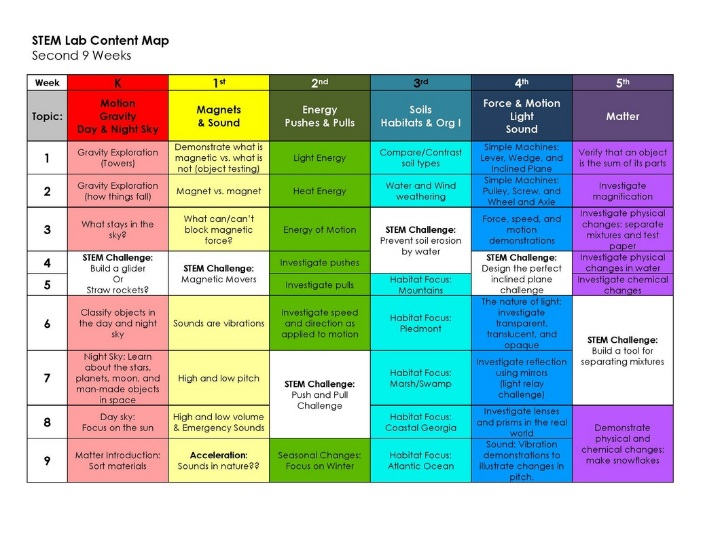 STEM Lab Content Map
Second 9 Weeks
Week K 1st 2nd 3rd 4th 5th
Topic:
Motion
Gravity
Day & Night Sky
Magnets
& Sound
Energy
Pushes & Pulls
Soils
Habitats & Org I
Force & Motion
Light
Sound
Matter
1
Gravity Exploration
(Towers)
Demonstrate what is
magnetic vs. what is
not (object testing)
Light Energy
Compare/Contrast
soil types
Simple Machines:
Lever, Wedge, and
Inclined Plane
Verify that an object
is the sum of its parts
2
Gravity Exploration
(how things fall)
Magnet vs. magnet
Heat Energy
Water and Wind
weathering
Simple Machines:
Pulley, Screw, and
Wheel and Axle
Investigate
magnification
3
What stays in the
sky?
What can/can't
block magnetic
force?
Energy of Motion
STEM Challenge:
Prevent soil erosion
by water
Force, speed, and
motion
demonstrations
Investigate physical
changes: separate
mixtures and test
paper
4
STEM Challenge:
Build a glider
Or
Straw rockets?
STEM Challenge:
Magnetic Movers
Investigate pushes
STEM Challenge:
Design the perfect
inclined plane
challenge
Investigate physical
changes in water
5
Investigate pulls
Habitat Focus:
Mountains
Investigate chemical
changes
6
Classify objects in
the day and night
sky
Sounds are vibrations
Investigate speed
and direction as
applied to motion
Habitat Focus:
Piedmont
The nature of light:
investigate
transparent,
translucent, and
opaque
STEM Challenge:
Build a tool for
separating mixtures
7
Night Sky: Learn
about the stars,
planets, moon, and
man-made objects
in space
High and low pitch
STEM Challenge:
Push and Pull
Challenge
Habitat Focus:
Marsh/Swamp
Investigate reflection
using mirrors
(light relay
challenge)
8
Day sky:
Focus on the sun
High and low volume
& Emergency Sounds
Habitat Focus:
Coastal Georgia
Investigate lenses
and prisms in the real
world
Demonstrate
physical and
chemical changes:
make snowflakes
9
Matter Introduction:
Sort materials
Acceleration:
Sounds in nature??
Seasonal Changes:
Focus on Winter
Habitat Focus:
Atlantic Ocean
Sound: Vibration
demonstrations to
illustrate changes in
pitch.